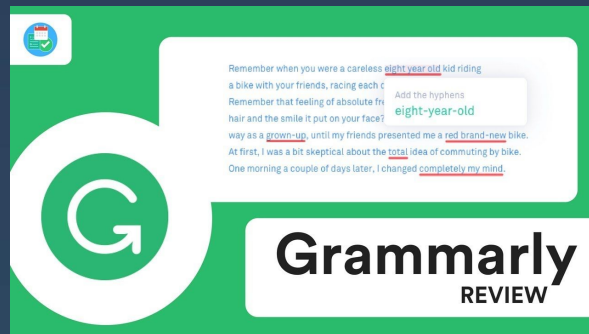 Remember when you were a careless eight year old kid riding
a bike with your friends, racing each
Remember that feeling of absolute
hair and the smile it put on your face?
way as a grown-up, until my friends presented me a red brand-new bike.
At first, I was a bit skeptical about the total idea of commuting by bike.
One morning a couple of days later, I changed completely my mind.
Add the hyphens
eight-year-old
G
Grammarly
REVIEW